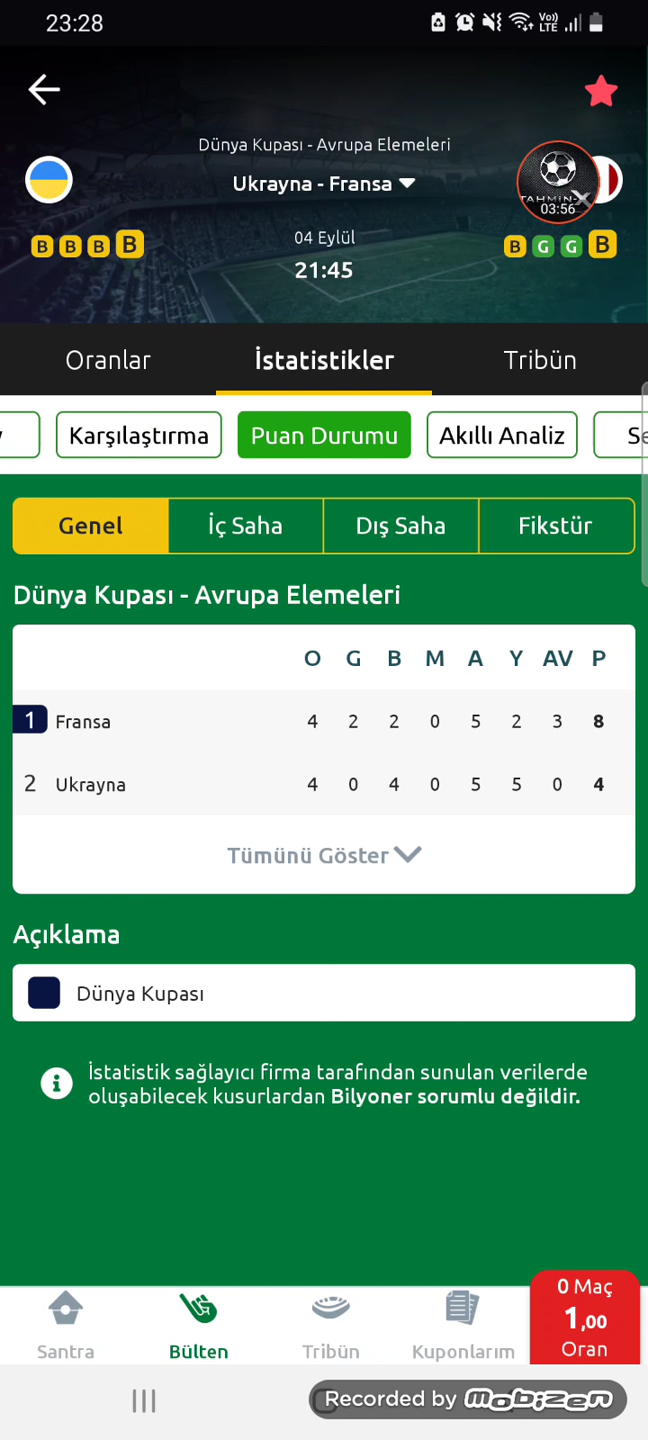 23:28
Vo))
LTE
Dünya Kupası - Avrupa Elemeleri
Ukrayna - Fransa
TAHMİN-X
03:56
B B B B
04 Eylül
B G G B
21:45
Oranlar İstatistikler Tribün
Karşılaştırma Puan Durumu Akıllı Analiz Se
Genel İç Saha Dış Saha Fikstür
Dünya Kupası - Avrupa Elemeleri
O G B M A Y AV P
1 Fransa 4 2 2 0 5 2 3 8
2 Ukrayna 4 0 4 0 5 5 0 4
Tümünü Göster
Açıklama
Dünya Kupası
İstatistik sağlayıcı firma tarafından sunulan verilerde
oluşabilecek kusurlardan Bilyoner sorumlu değildir.
0 Maç
1,00
Oran
Santra Bülten Tribün Kuponlarım
Recorded by mobizen